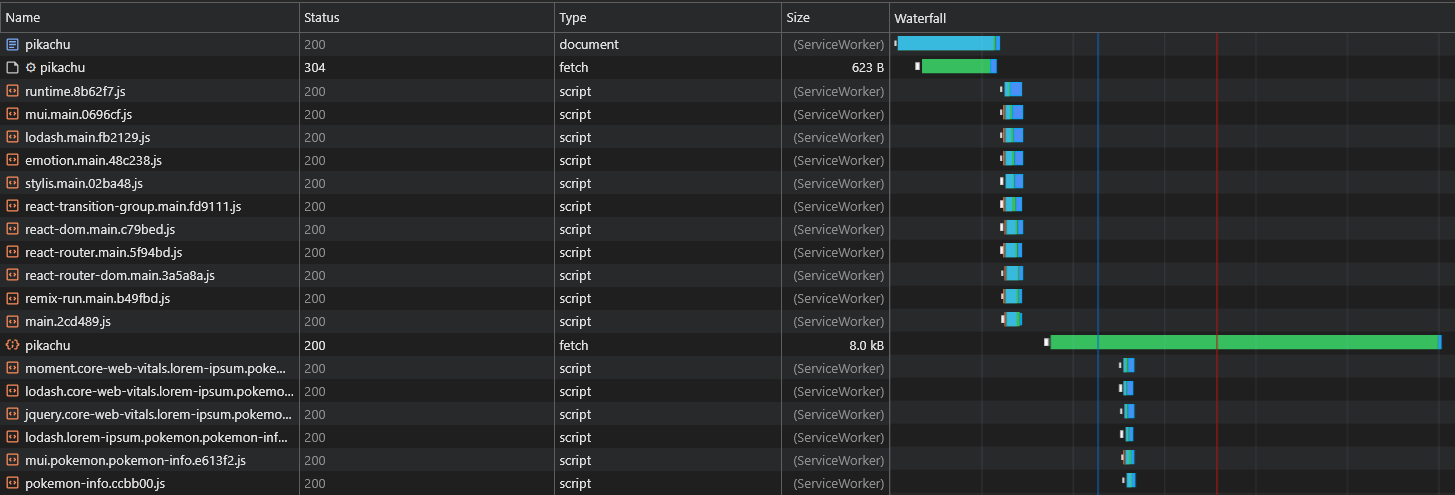 Name Status Type Size Waterfall
pikachu 200 document (ServiceWorker)
pikachu 304 fetch 623 B
runtime.8b62f7.js 200 script (ServiceWorker)
mui.main.0696cf.js 200 script (ServiceWorker)
lodash.main.fb2129.js 200 script (ServiceWorker)
emotion.main.48c238.js 200 script (ServiceWorker)
stylis.main.02ba48.js 200 script (ServiceWorker)
react-transition-group.main.fd9111.js 200 script (ServiceWorker)
react-dom.main.c79bed.js 200 script (ServiceWorker)
react-router.main.5f94bd.js 200 script (ServiceWorker)
react-router-dom.main.3a5a8a.js 200 script (ServiceWorker)
remix-run.main.b49fbd.js 200 script (ServiceWorker)
main.2cd489.js 200 script (ServiceWorker)
pikachu 200 fetch 8.0 kB
moment.core-web-vitals.lorem-ipsum.poke... 200 script (ServiceWorker)
lodash.core-web-vitals.lorem-ipsum.pokemo... 200 script (ServiceWorker)
jquery.core-web-vitals.lorem-ipsum.pokemo... 200 script (ServiceWorker)
lodash.lorem-ipsum.pokemon.pokemon-inf... 200 script (ServiceWorker)
mui.pokemon.pokemon-info.e613f2.js 200 script (ServiceWorker)
pokemon-info.ccbb00.js 200 script (ServiceWorker)